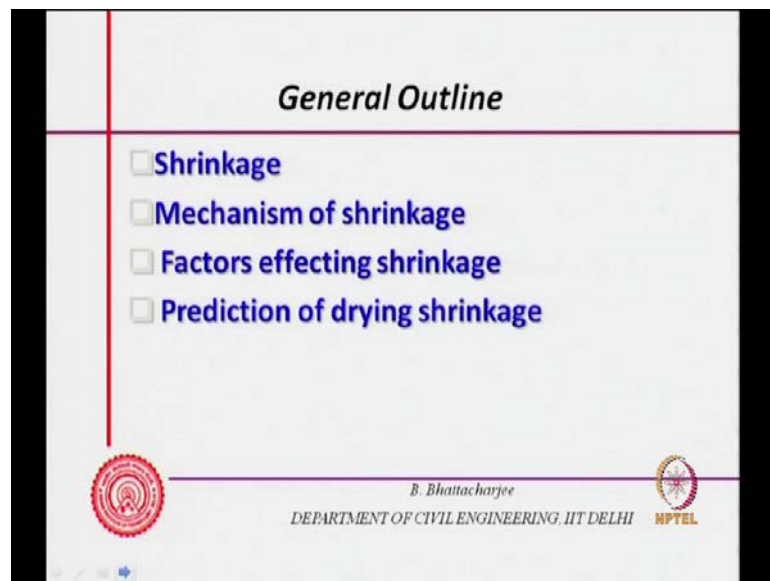 General Outline
Shrinkage
Mechanism of shrinkage
Factors effecting shrinkage
Prediction of drying shrinkage
B. Bhattacharjee
DEPARTMENT OF CIVIL ENGINEERING, IIT DELHI
NPTEL